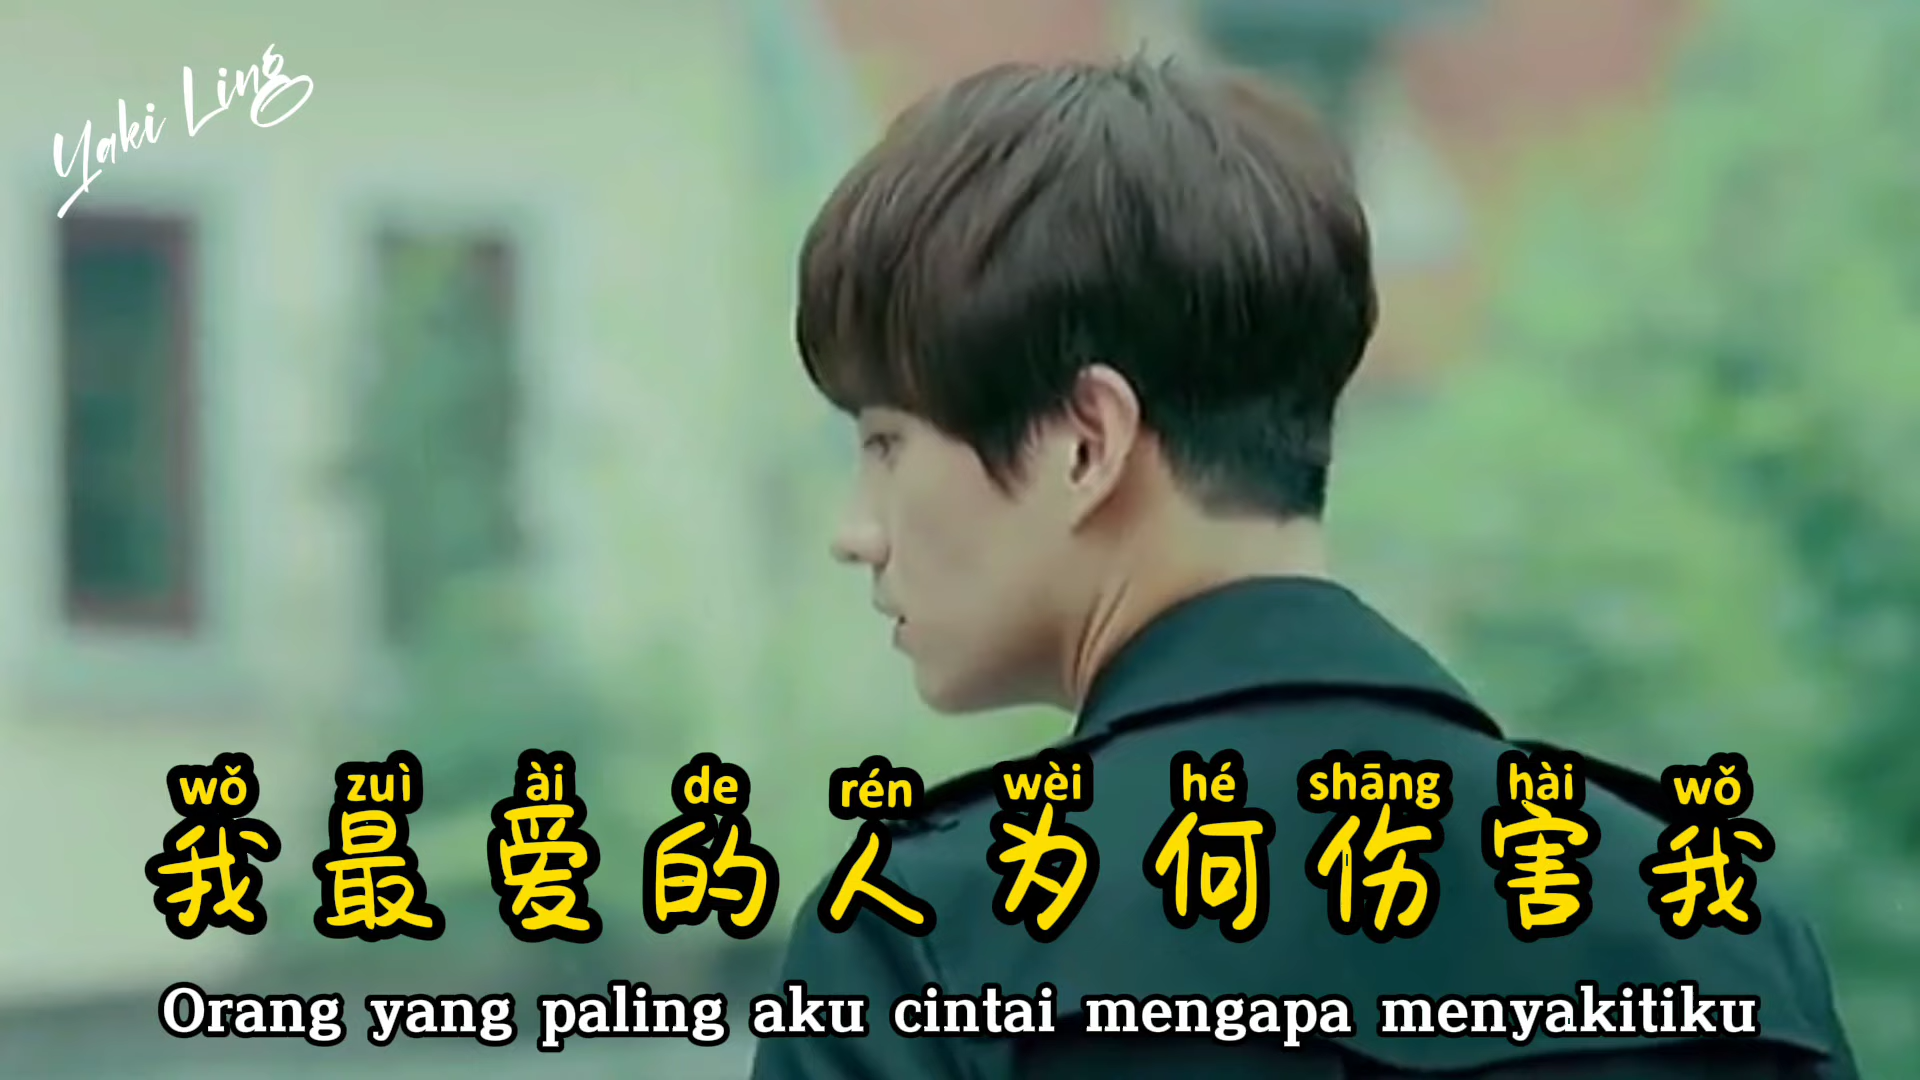 Yaki Ling
wǒ zuì ài de rén wèi hé shāng hài wǒ
我最爱的人为何伤害我
Orang yang paling aku cintai mengapa menyakitiku